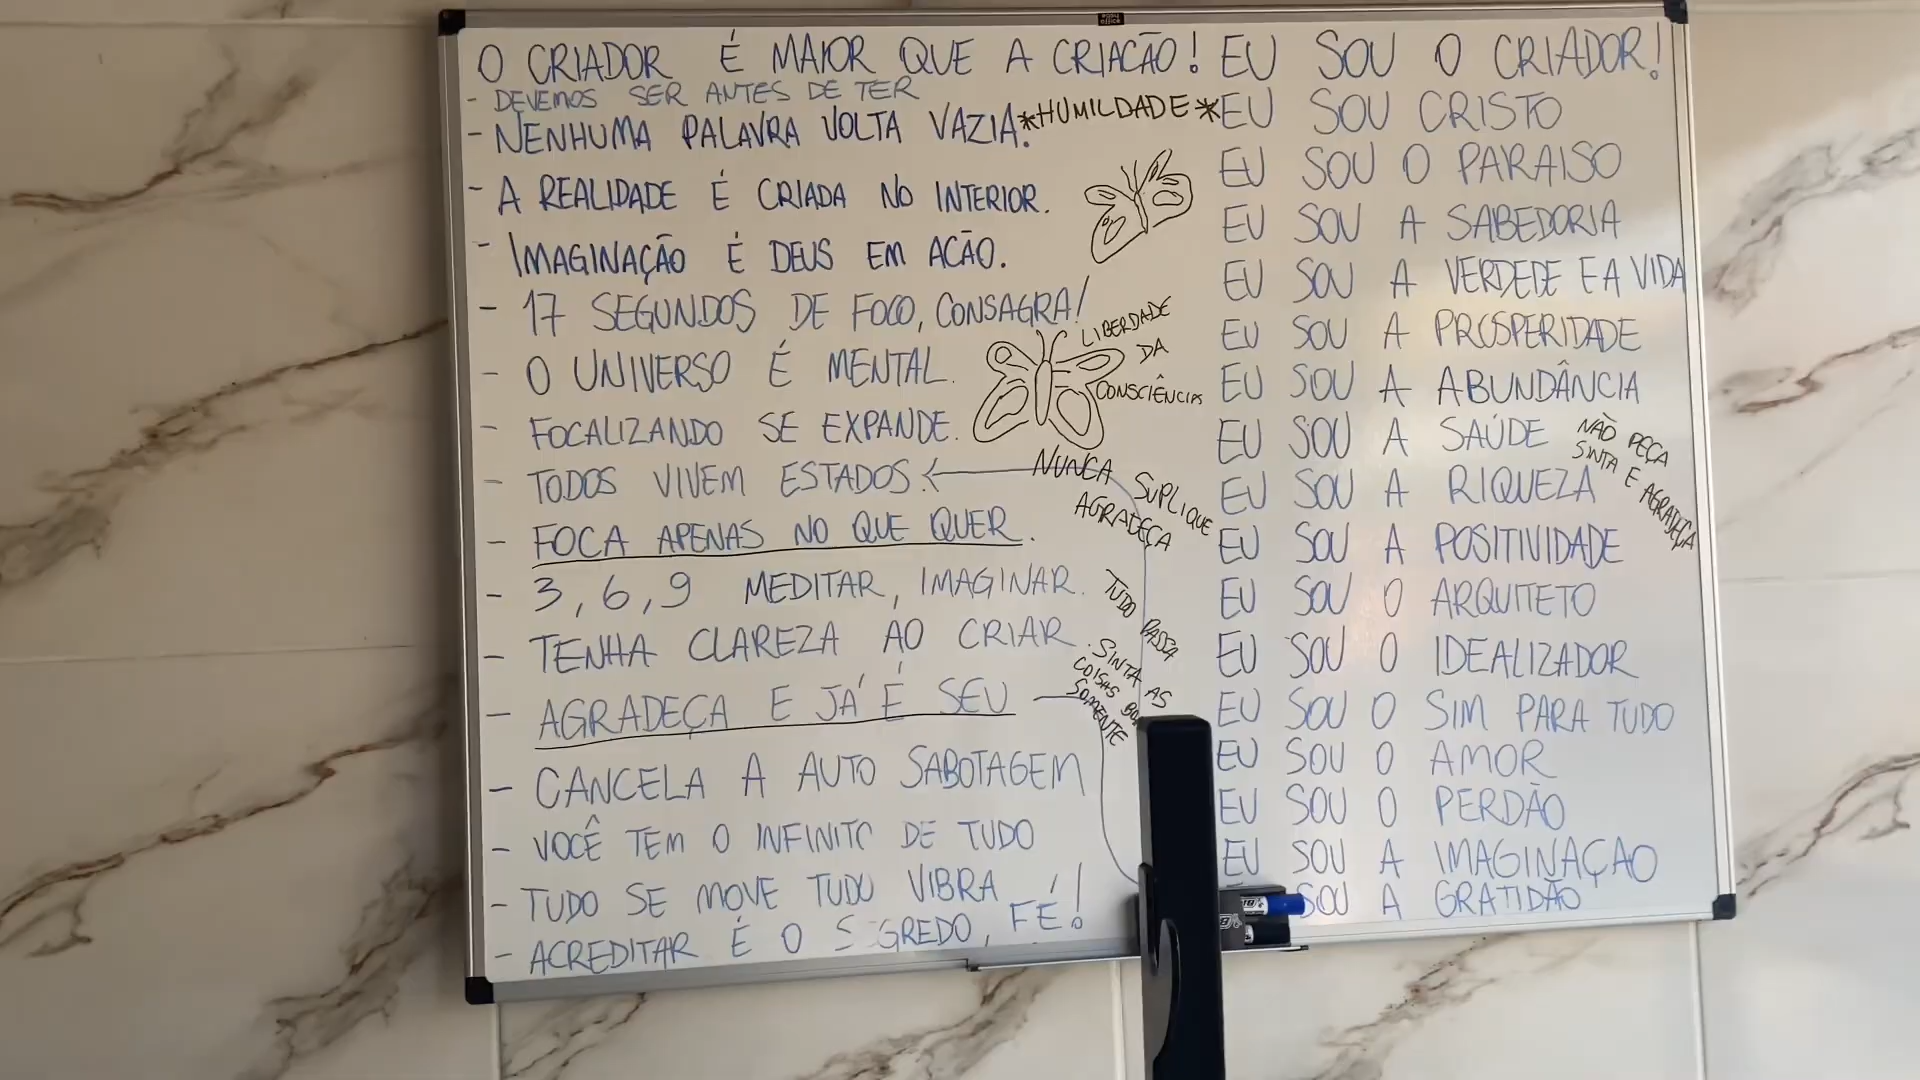 O CRIADOR É MAIOR QUE A CRIAÇÃO!
- DEVEMOS SER ANTES DE TER
- NENHUMA PALAVRA VOLTA VAZIA.
*HUMILDADE*
- A REALIDADE É CRIADA NO INTERIOR.
- IMAGINAÇÃO É DEUS EM ACÃO.
- 17 SEGUNDOS DE FOCO, CONSAGRA!
- O UNIVERSO É MENTAL.
LIBERDADE
DA
CONSCIÊNCIAS
- FOCALIZANDO SE EXPANDE.
- TODOS VIVEM ESTADOS.
NUNCA
SUPLIQUE
AGRADEÇA
- FOCA APENAS NO QUE QUER.
- 3, 6, 9 MEDITAR, IMAGINAR.
TUDO PASSA
- TENHA CLAREZA AO CRIAR.
SINTA AS
COISAS
SOMENTE
- AGRADEÇA E JÁ É SEU
- CANCELA A AUTO SABOTAGEM
- VOCÊ TEM O INFINITO DE TUDO
- TUDO SE MOVE TUDO VIBRA
- ACREDITAR É O SEGREDO, FÉ!
EU SOU O CRIADOR!
EU SOU CRISTO
EU SOU O PARAISO
EU SOU A SABEDORIA
EU SOU A VERDEDE E A VIDA
EU SOU A PROSPERIDADE
EU SOU A ABUNDÂNCIA
EU SOU A SAÚDE
NÃO PEÇA
SINTA E AGRADEÇA
EU SOU A RIQUEZA
EU SOU A POSITIVIDADE
EU SOU O ARQUITETO
EU SOU O IDEALIZADOR
EU SOU O SIM PARA TUDO
EU SOU O AMOR
EU SOU O PERDÃO
EU SOU A IMAGINAÇÃO
SOU A GRATIDÃO